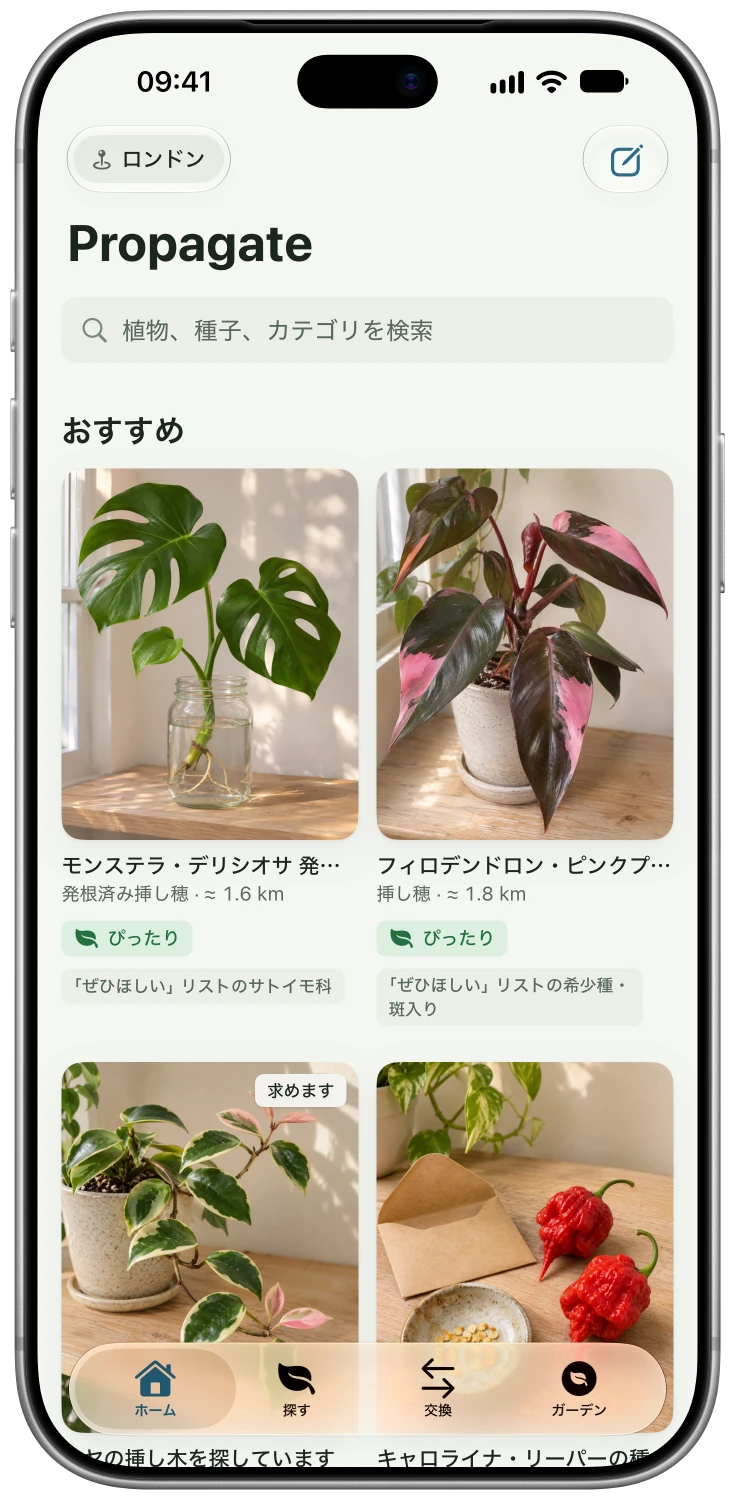 09:41
ロンドン
Propagate
植物、種子、カテゴリを検索
おすすめ
モンステラ・デリシオサ 発…
発根済み挿し穂 · ≈ 1.6 km
ぴったり
「ぜひほしい」リストのサトイモ科
フィロデンドロン・ピンクプ…
挿し穂 · ≈ 1.8 km
ぴったり
「ぜひほしい」リストの希少種・
斑入り
求めます
ホーム
探す
交換
ガーデン
ヤの挿し木を探しています
キャロライナ・リーパーの種